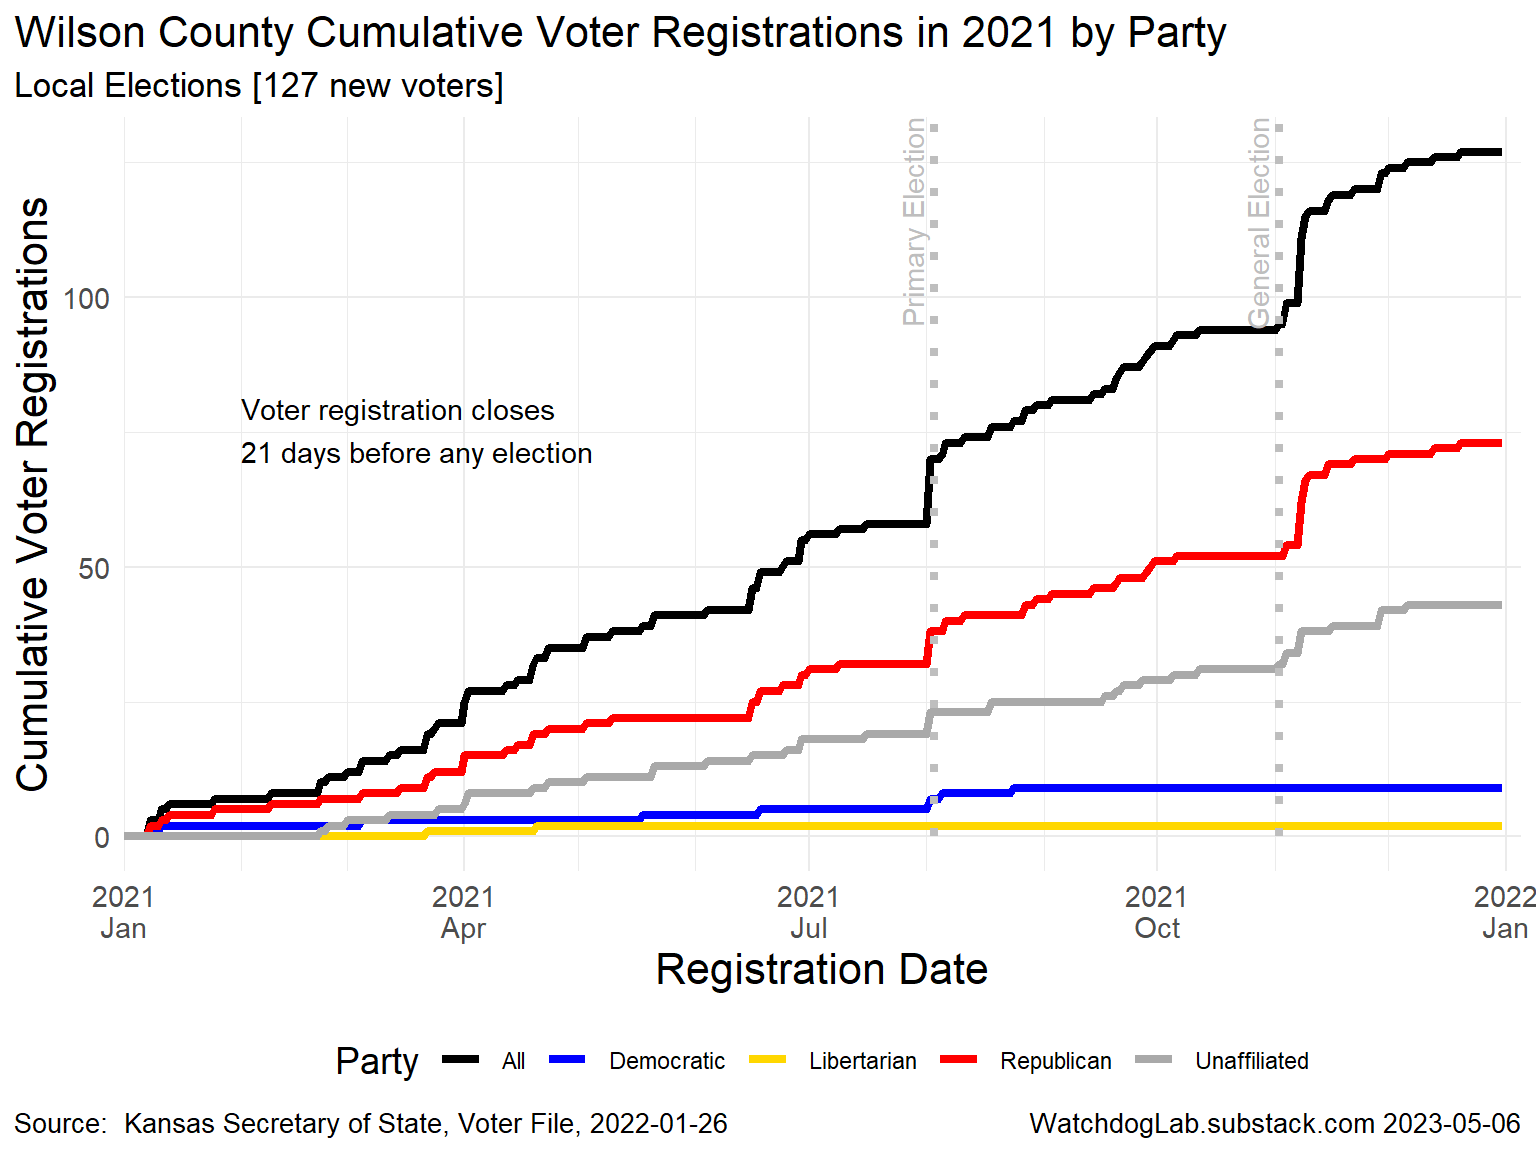 Wilson County Cumulative Voter Registrations in 2021 by Party
Local Elections [127 new voters]
Cumulative Voter Registrations
100
50
0
Primary Election
General Election
Voter registration closes
21 days before any election
2021
Jan
2021
Apr
2021
Jul
2021
Oct
2022
Jan
Registration Date
Party All Democratic Libertarian Republican Unaffiliated
Source:  Kansas Secretary of State, Voter File, 2022-01-26
WatchdogLab.substack.com 2023-05-06